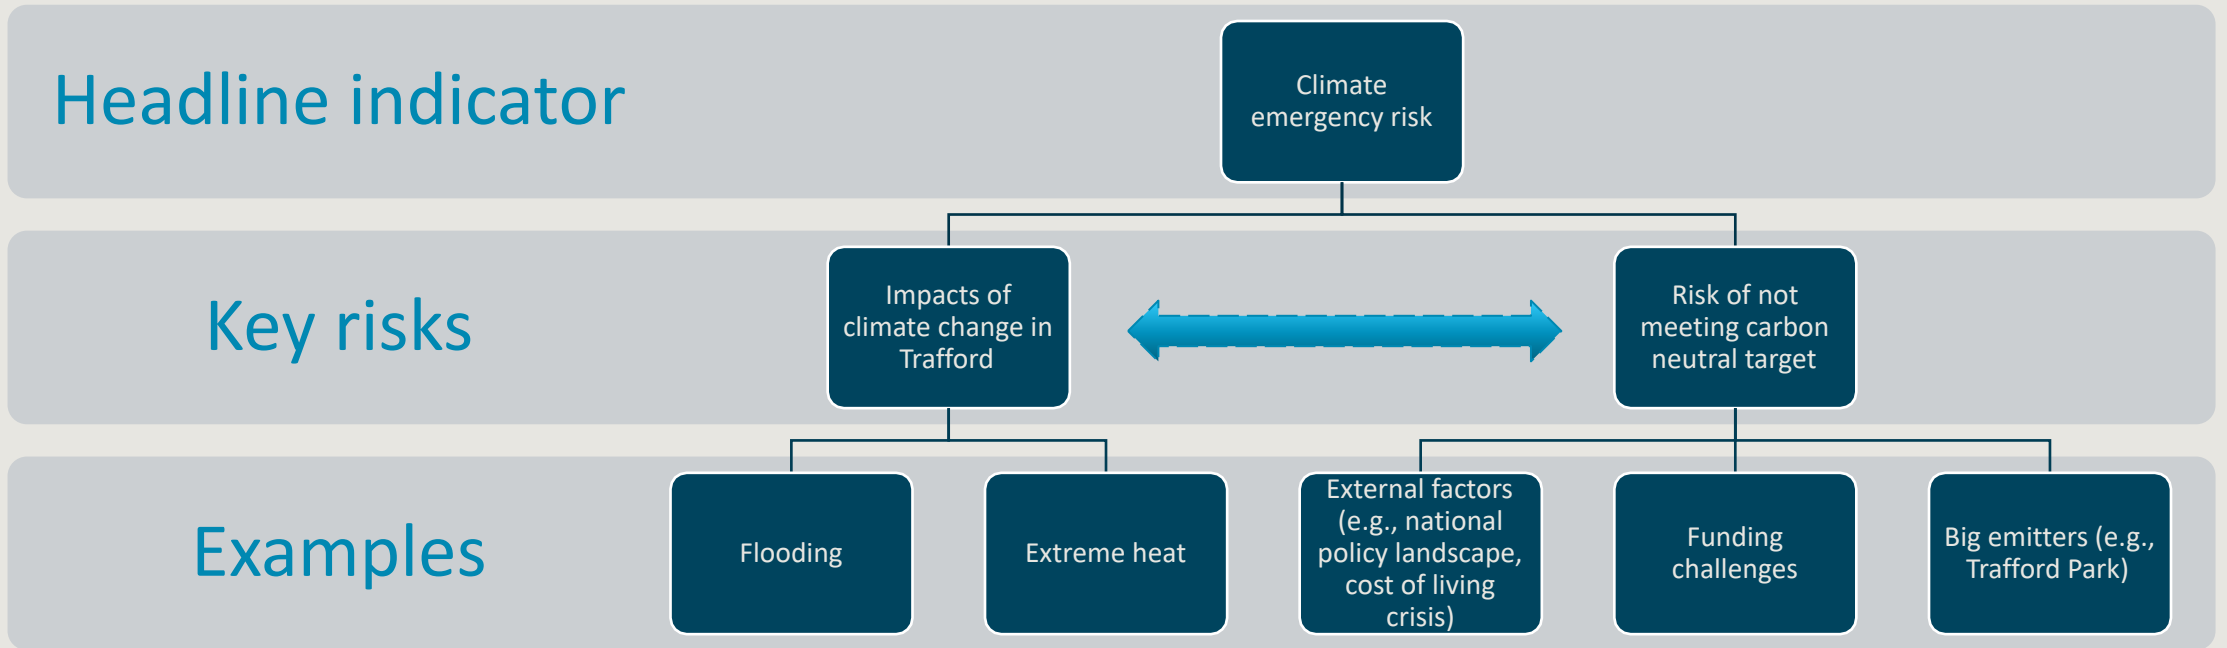 Headline indicator
Climate
emergency risk
Key risks
Impacts of
climate change in
Trafford
Risk of not
meeting carbon
neutral target
Examples
Flooding
Extreme heat
External factors
(e.g., national
policy landscape,
cost of living
crisis)
Funding
challenges
Big emitters (e.g.,
Trafford Park)